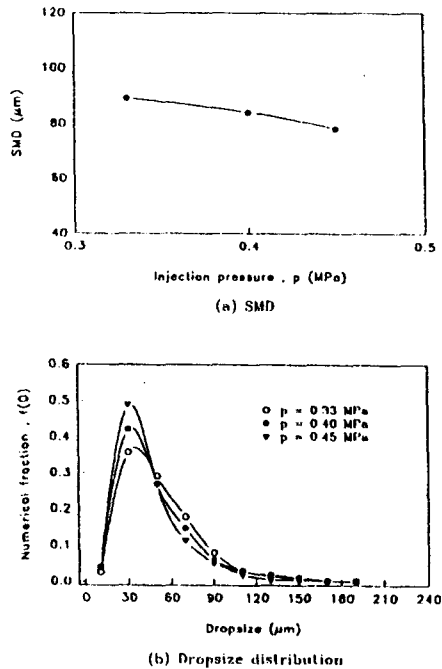 120
100
80
60
40
SMD (μm)
0.3 0.4 0.5
Injection pressure , p (MPa)
(a) SMD
0.6
0.5
0.4
0.3
0.2
0.1
0.0
Numerical fraction , f(D)
p = 0.33 MPa
p = 0.40 MPa
p = 0.45 MPa
0 30 60 90 120 150 180 210 240
Dropsize (μm)
(b) Dropsize distribution